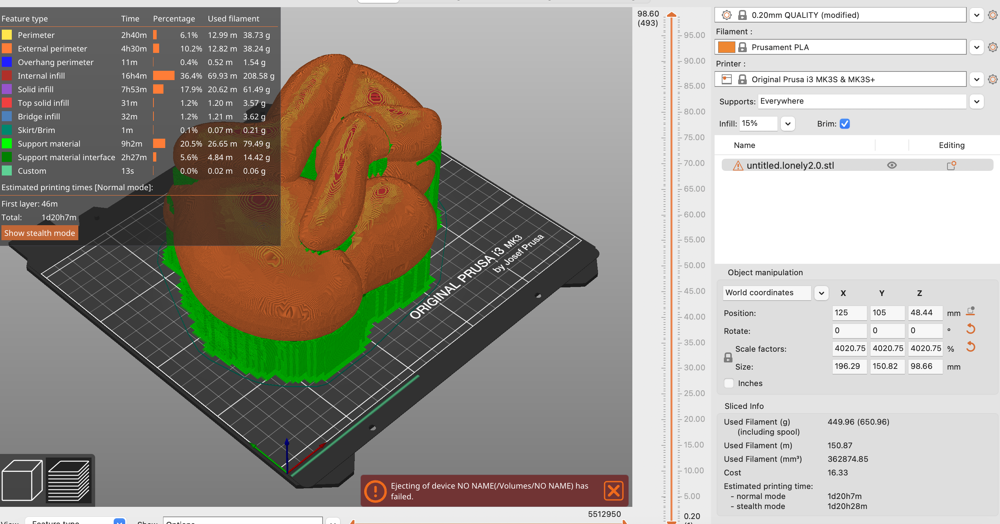 Feature type Time Percentage Used filament
Perimeter 2h40m 6.1% 12.99 m 38.73 g
External perimeter 4h30m 10.2% 12.82 m 38.24 g
Overhang perimeter 11m 0.4% 0.52 m 1.54 g
Internal infill 16h4m 36.4% 69.93 m 208.58 g
Solid infill 7h53m 17.9% 20.62 m 61.49 g
Top solid infill 31m 1.2% 1.20 m 3.57 g
Bridge infill 32m 1.2% 1.21 m 3.62 g
Skirt/Brim 1m 0.1% 0.07 m 0.21 g
Support material 9h2m 20.5% 26.65 m 79.49 g
Support material interface 2h27m 5.6% 4.84 m 14.42 g
Custom 13s 0.0% 0.02 m 0.06 g
Estimated printing times [Normal mode]:
First layer: 46m
Total: 1d20h7m
Show stealth mode
ORIGINAL PRUSA i3 MK3
by Josef Prusa
Ejecting of device NO NAME(/Volumes/NO NAME) has
failed.
5512950
View Feature type Show Options
98.60
(493)
95.00
90.00
85.00
80.00
75.00
70.00
65.00
60.00
55.00
50.00
45.00
40.00
35.00
30.00
25.00
20.00
15.00
10.00
5.00
0.20
(1)
0.20mm QUALITY (modified)
Filament :
Prusament PLA
Printer :
Original Prusa i3 MK3S & MK3S+
Supports: Everywhere
Infill: 15% Brim:
Name Editing
untitled.lonely2.0.stl
Object manipulation
World coordinates X Y Z
Position: 125 105 48.44 mm
Rotate: 0 0 0 °
Scale factors: 4020.75 4020.75 4020.75 %
Size: 196.29 150.82 98.66 mm
Inches
Sliced Info
Used Filament (g) 449.96 (650.96)
(including spool)
Used Filament (m) 150.87
Used Filament (mm³) 362874.85
Cost 16.33
Estimated printing time:
- normal mode 1d20h7m
- stealth mode 1d20h28m